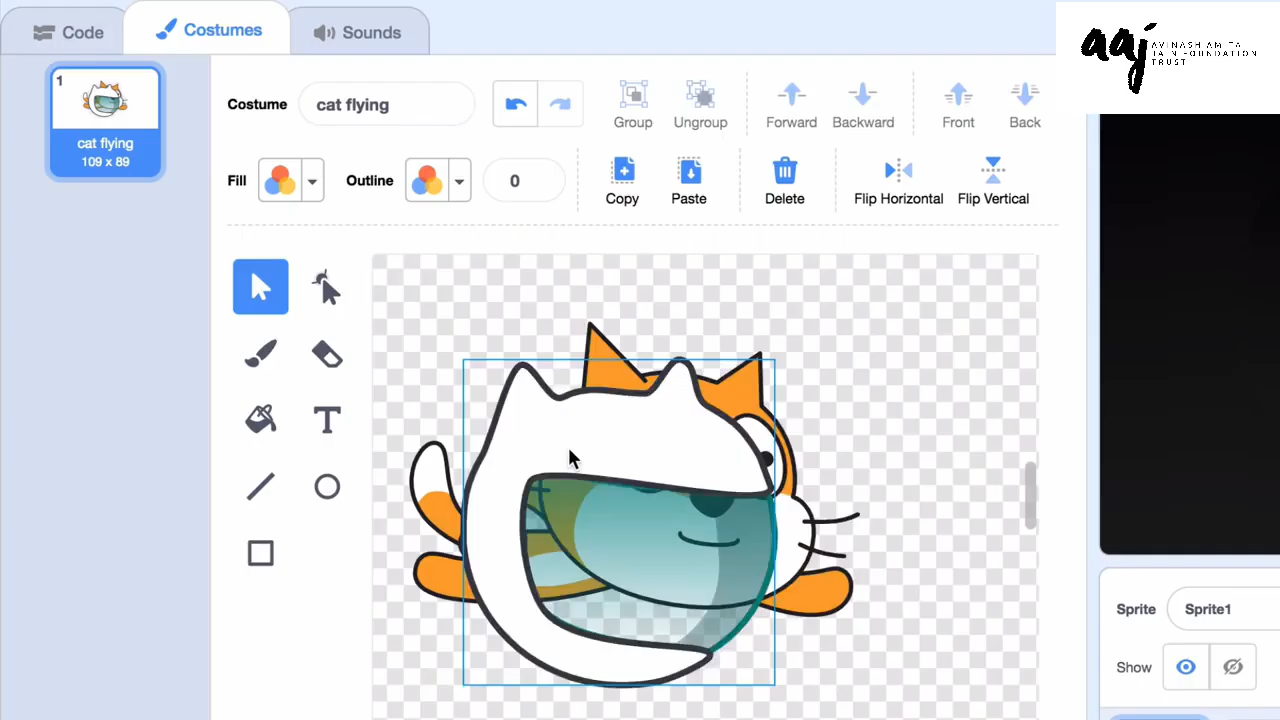 Code
Costumes
Sounds
aaj
TRUST
1
cat flying
109 x 89
Costume
cat flying
Group
Ungroup
Forward
Backward
Front
Back
Fill
Outline
0
Copy
Paste
Delete
Flip Horizontal
Flip Vertical
T
Sprite
Sprite1
Show